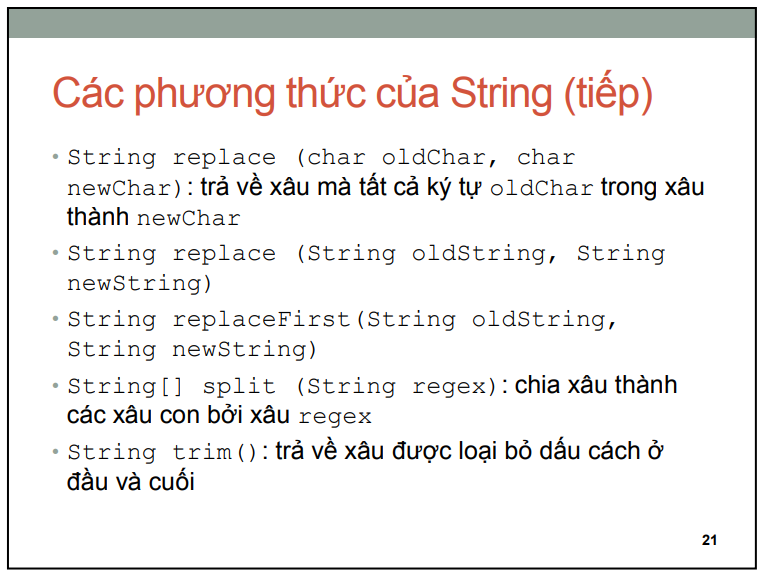 Các phương thức của String (tiếp)
• String replace (char oldChar, char
newChar): trả về xâu mà tất cả ký tự oldChar trong xâu
thành newChar
• String replace (String oldString, String
newString)
• String replaceFirst(String oldString,
String newString)
• String[] split (String regex): chia xâu thành
các xâu con bởi xâu regex
• String trim(): trả về xâu được loại bỏ dấu cách ở
đầu và cuối
21